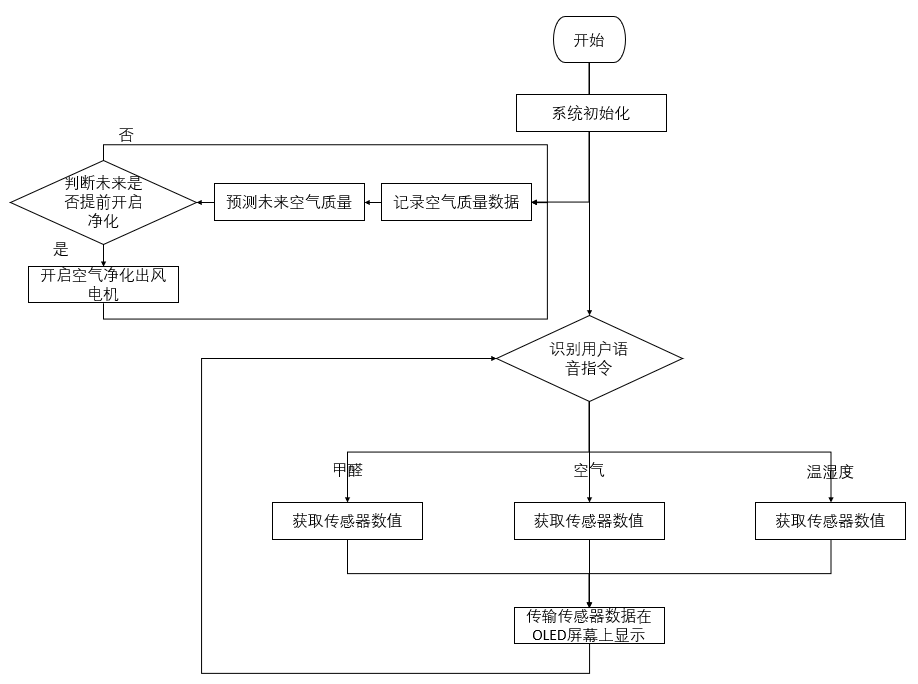 开始
系统初始化
否
判断未来是
否提前开启
净化
预测未来空气质量
记录空气质量数据
是
开启空气净化出风
电机
识别用户语
音指令
甲醛
空气
温湿度
获取传感器数值
获取传感器数值
获取传感器数值
传输传感器数据在
OLED屏幕上显示